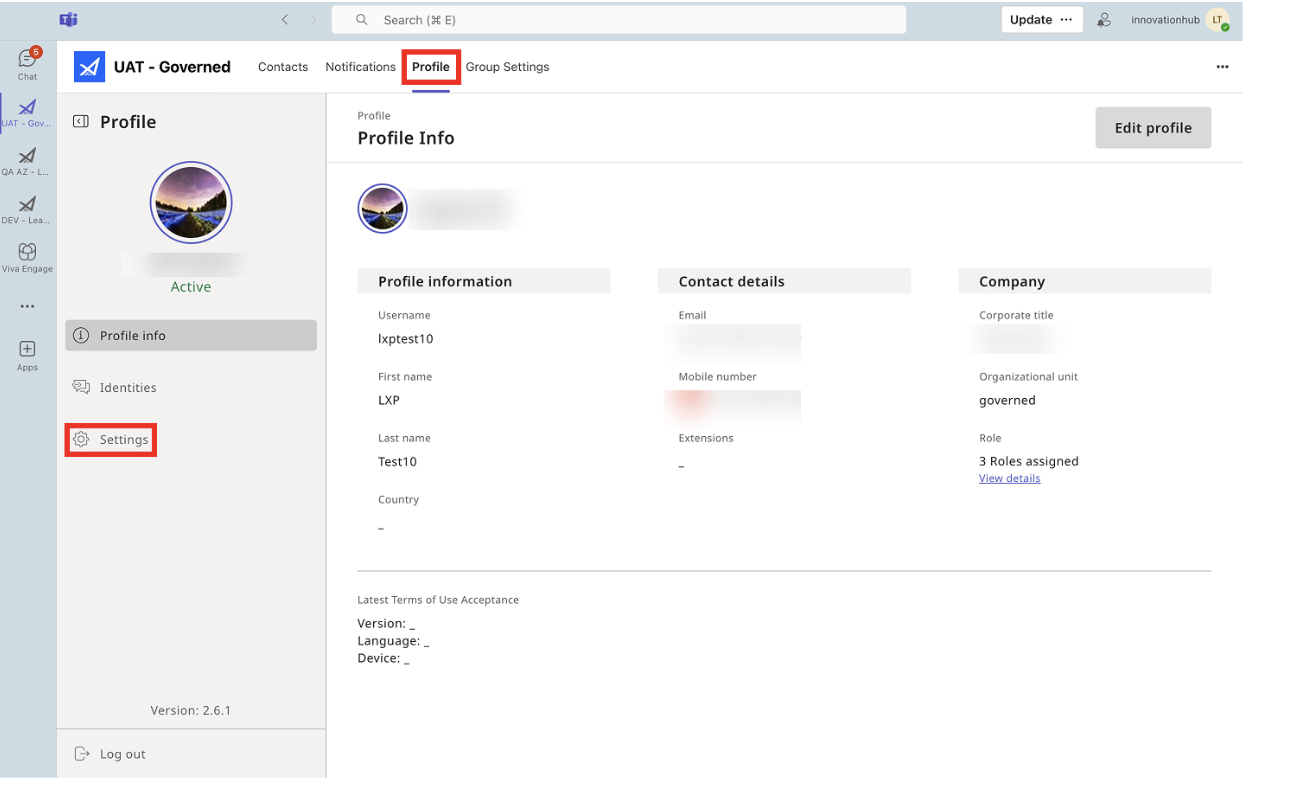 Search (⌘ E)
Update ···
innovationhub
LT
5
Chat
UAT - Gov...
QA AZ - L...
DEV - Lea...
Viva Engage
Apps
UAT - Governed
Contacts
Notifications
Profile
Group Settings
Profile
Active
Profile info
Identities
Settings
Version: 2.6.1
Log out
Profile
Profile Info
Edit profile
Profile information
Username
lxptest10
First name
LXP
Last name
Test10
Country
_
Contact details
Email
Mobile number
Extensions
_
Company
Corporate title
Organizational unit
governed
Role
3 Roles assigned
View details
Latest Terms of Use Acceptance
Version: _
Language: _
Device: _